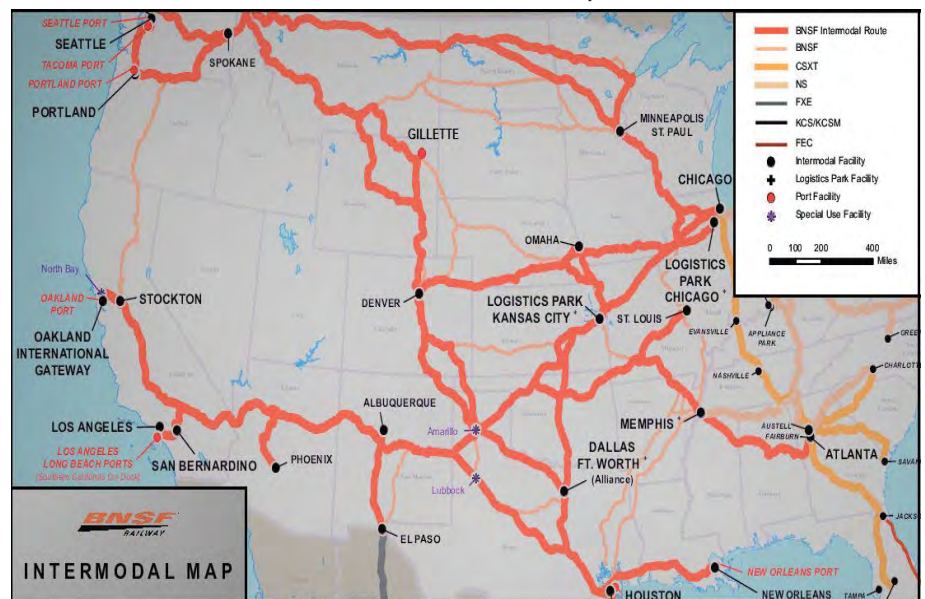 SEATTLE PORT
SEATTLE
TACOMA PORT
PORTLAND PORT
PORTLAND
SPOKANE
GILLETTE
MINNEAPOLIS
ST. PAUL
CHICAGO
BNSF Intermodal Route
BNSF
CSXT
NS
FXE
KCS/KCSM
FEC
Intermodal Facility
Logistics Park Facility
Port Facility
Special Use Facility
0 100 200 400
Miles
North Bay
OAKLAND
PORT
STOCKTON
OAKLAND
INTERNATIONAL
GATEWAY
OMAHA
DENVER
LOGISTICS PARK
KANSAS CITY +
LOGISTICS
PARK
CHICAGO +
ST. LOUIS
EVANSVILLE
APPLIANCE
PARK
GREEN
NASHVILLE
CHARLOTTE
LOS ANGELES
LOS ANGELES
LONG BEACH PORTS
SAN BERNARDINO
PHOENIX
ALBUQUERQUE
Amarillo
Lubbock
MEMPHIS +
DALLAS
FT. WORTH +
(Alliance)
AUSTELL
FAIRBURN
ATLANTA
SAVAN
JACKS
EL PASO
NEW ORLEANS PORT
NEW ORLEANS
HOUSTON
TAMPA
BNSF
RAILWAY
INTERMODAL MAP